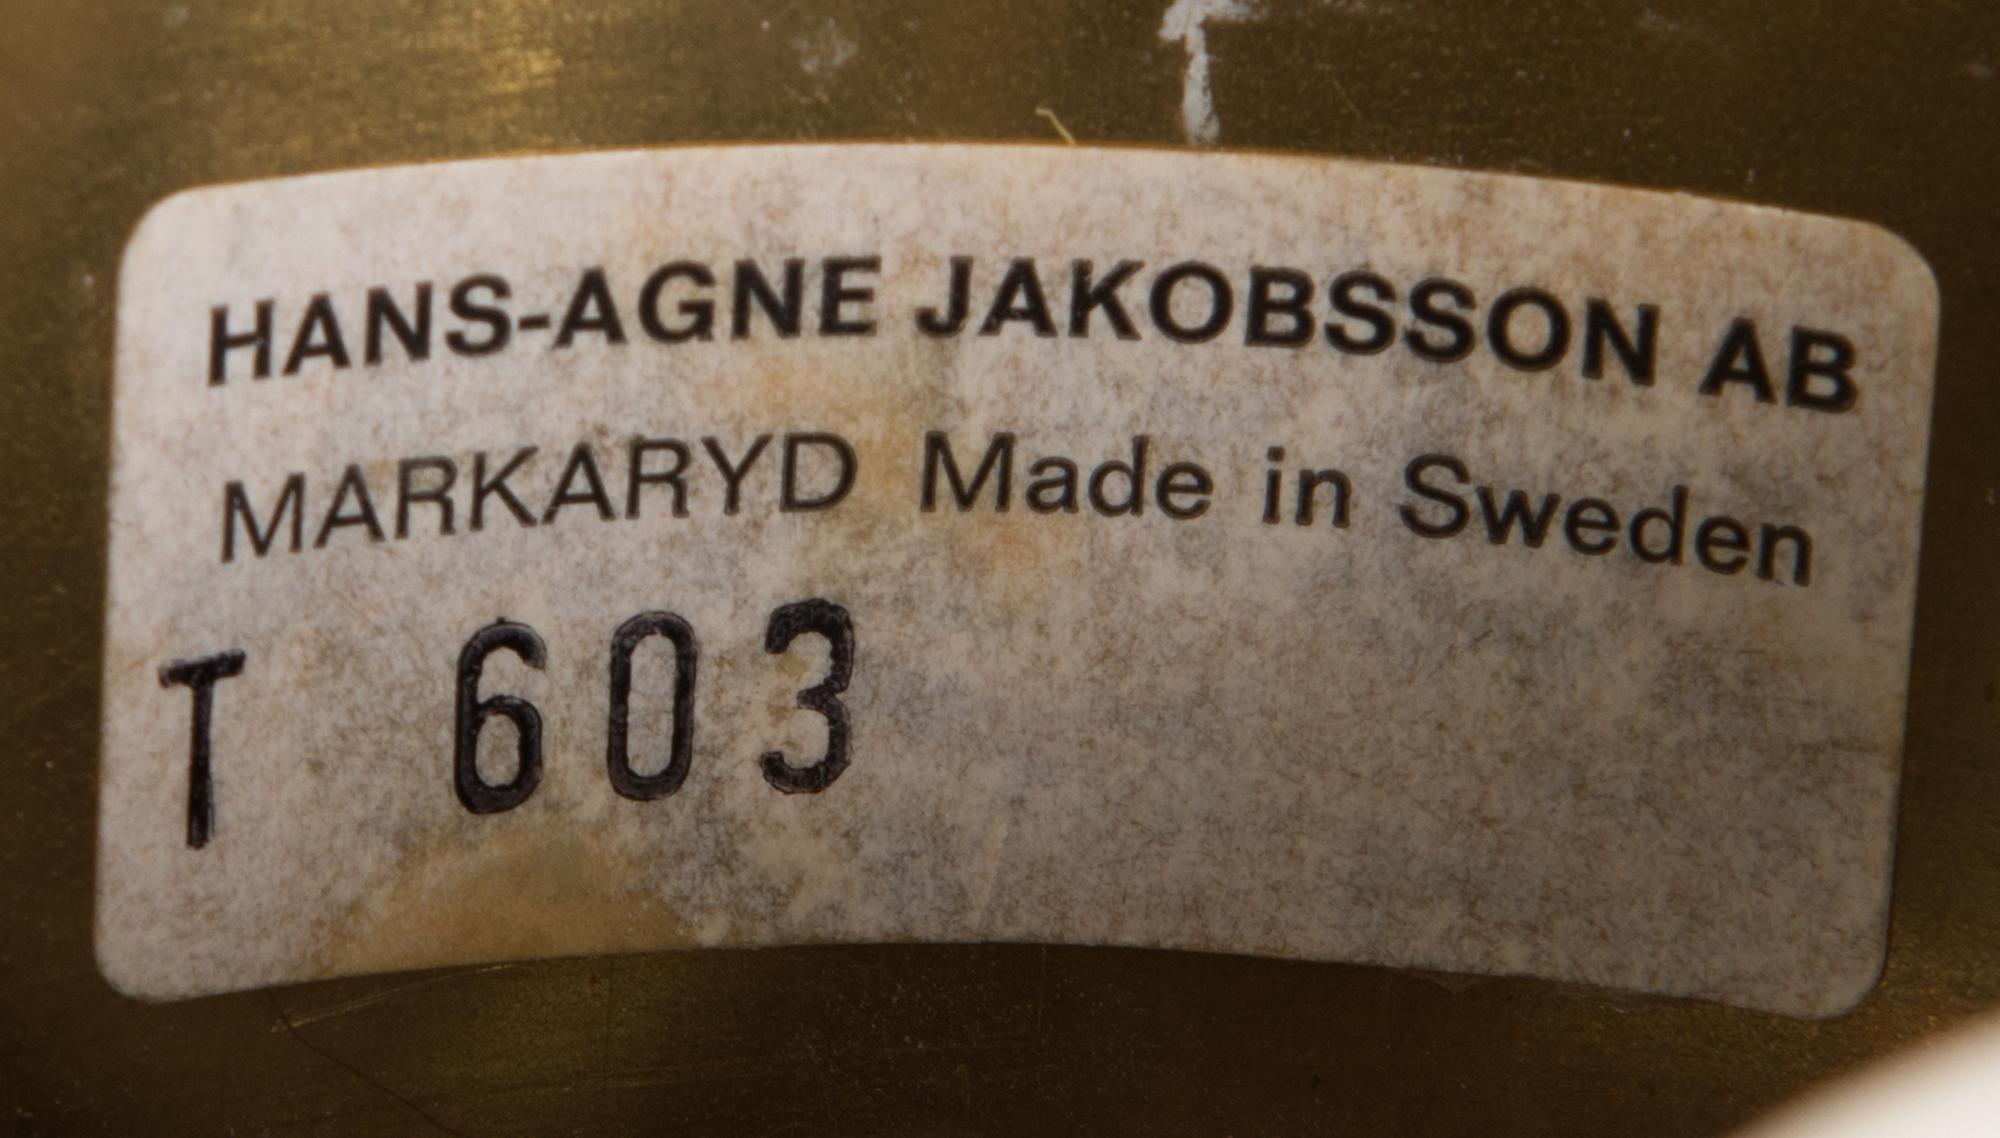 HANS-AGNE JAKOBSSON AB
MARKARYD Made in Sweden
T 603